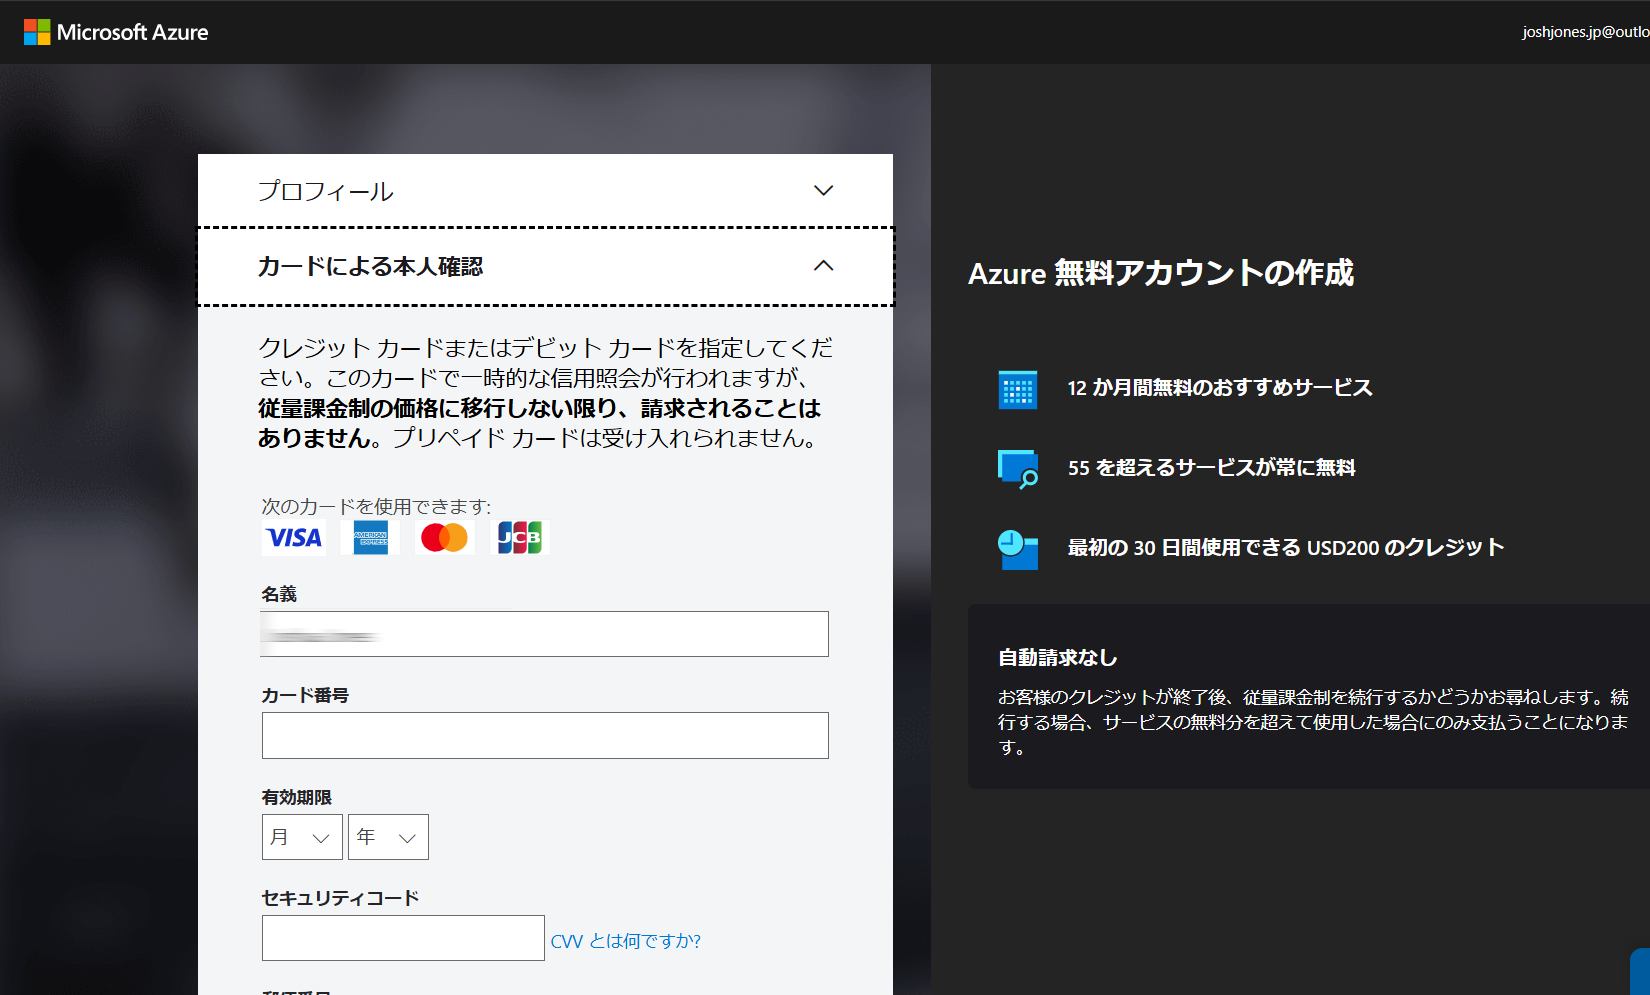 Microsoft Azure
joshjones.jp@outlo
プロフィール
カードによる本人確認
クレジット カードまたはデビット カードを指定してくだ
さい。このカードで一時的な信用照会が行われますが、
従量課金制の価格に移行しない限り、請求されることは
ありません。プリペイド カードは受け入れられません。
次のカードを使用できます:
VISA
AMERICAN
EXPRESS
JCB
名義
カード番号
有効期限
月
年
セキュリティコード
CVV とは何ですか?
Azure 無料アカウントの作成
12 か月間無料のおすすめサービス
55 を超えるサービスが常に無料
最初の 30 日間使用できる USD200 のクレジット
自動請求なし
お客様のクレジットが終了後、従量課金制を続行するかどうかお尋ねします。続
行する場合、サービスの無料分を超えて使用した場合にのみ支払うことになりま
す。